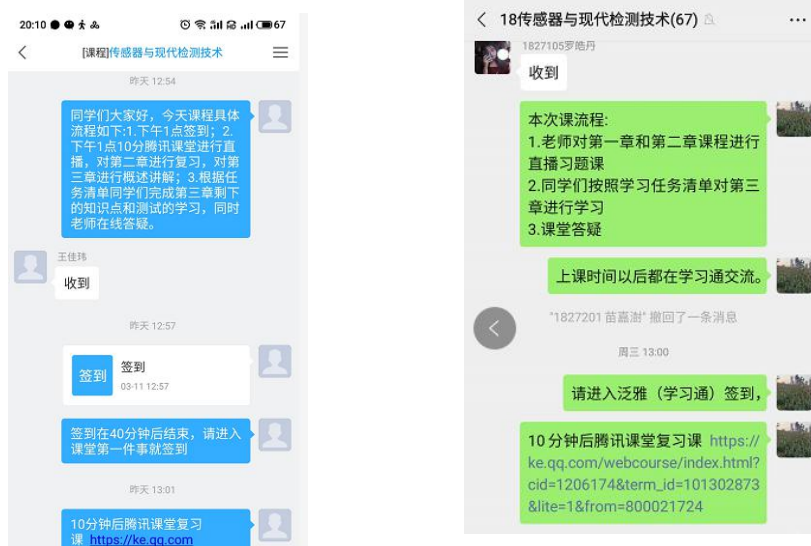 20:10
67
[课程]传感器与现代检测技术
昨天 12:54
同学们大家好，今天课程具体
流程如下:1.下午1点签到；2.
下午1点10分腾讯课堂进行直
播，对第二章进行复习，对第
三章进行概述讲解；3.根据任
务清单同学们完成第三章剩下
的知识点和测试的学习，同时
老师在线答疑。
王佳玮
收到
昨天 12:57
签到
签到
03-11 12:57
签到在40分钟后结束，请进入
课堂第一件事就签到
昨天 13:01
10分钟后腾讯课堂复习
课 https://ke.qq.com
18传感器与现代检测技术(67)
1827105罗皓丹
收到
本次课流程:
1.老师对第一章和第二章课程进行
直播习题课
2.同学们按照学习任务清单对第三
章进行学习
3.课堂答疑
上课时间以后都在学习通交流。
"1827201 苗嘉澍" 撤回了一条消息
周三 13:00
请进入泛雅（学习通）签到，
10 分钟后腾讯课堂复习课 https://
ke.qq.com/webcourse/index.html?
cid=1206174&term_id=101302873
&lite=1&from=800021724